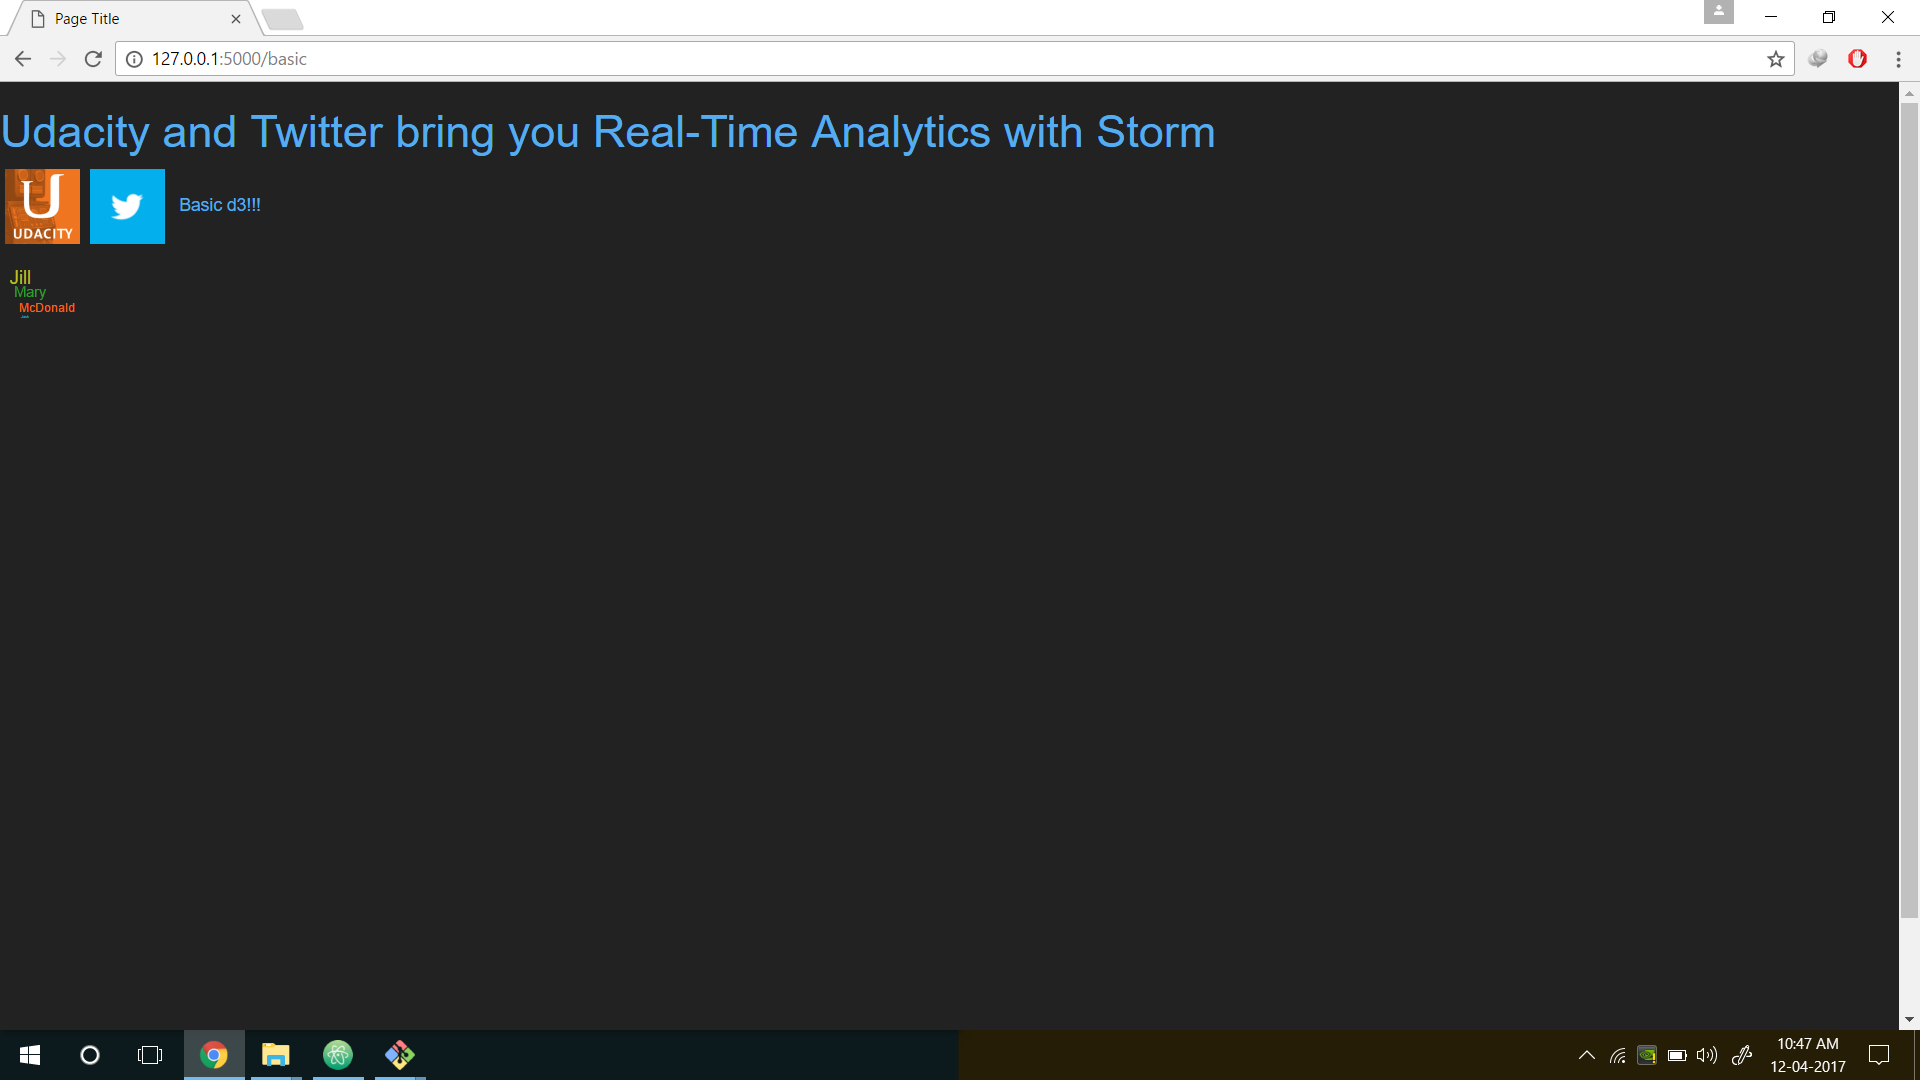 Page Title
127.0.0.1:5000/basic
Udacity and Twitter bring you Real-Time Analytics with Storm
U
UDACITY
Basic d3!!!
Jill
Mary
McDonald
10:47 AM
12-04-2017